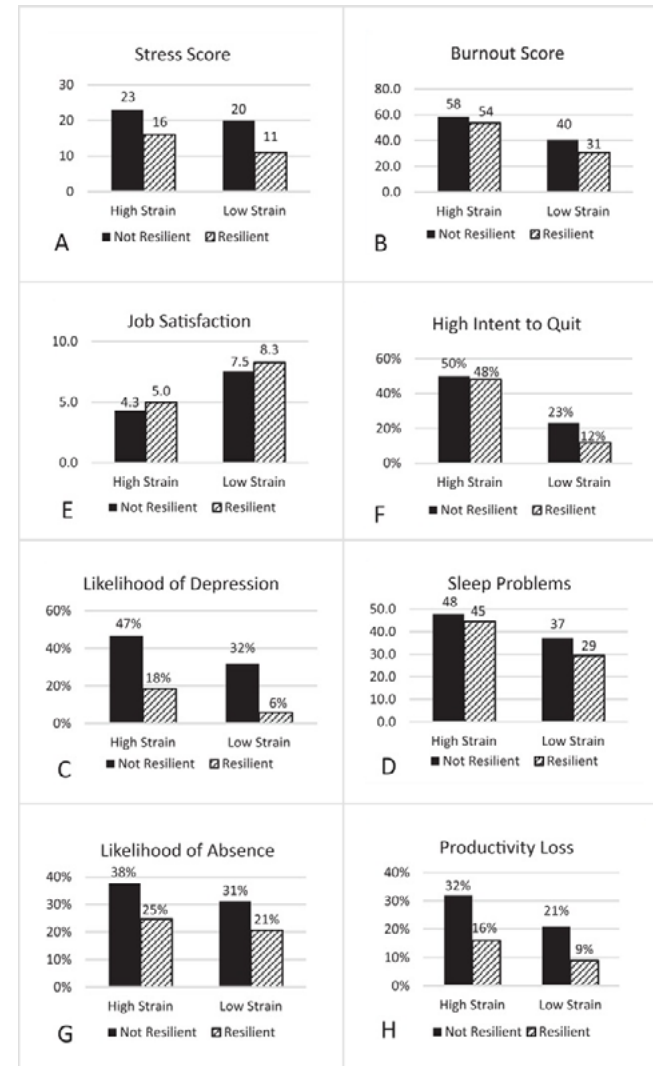 Stress Score
30
20
10
0
23
16
20
11
High Strain
Low Strain
A
■ Not Resilient
Resilient
Burnout Score
80.0
60.0
40.0
20.0
0.0
58
54
40
31
High Strain
Low Strain
B
■ Not Resilient
Resilient
Job Satisfaction
10.0
5.0
0.0
4.3
5.0
7.5
8.3
High Strain
Low Strain
E
■ Not Resilient
Resilient
High Intent to Quit
60%
40%
20%
0%
50%
48%
23%
12%
High Strain
Low Strain
F
■ Not Resilient
Resilient
Likelihood of Depression
60%
40%
20%
0%
47%
18%
32%
6%
High Strain
Low Strain
C
■ Not Resilient
Resilient
Sleep Problems
50.0
40.0
30.0
20.0
10.0
0.0
48
45
37
29
High Strain
Low Strain
D
■ Not Resilient
Resilient
Likelihood of Absence
40%
30%
20%
10%
0%
38%
25%
31%
21%
High Strain
Low Strain
G
■ Not Resilient
Resilient
Productivity Loss
40%
30%
20%
10%
0%
32%
16%
21%
9%
High Strain
Low Strain
H
■ Not Resilient
Resilient